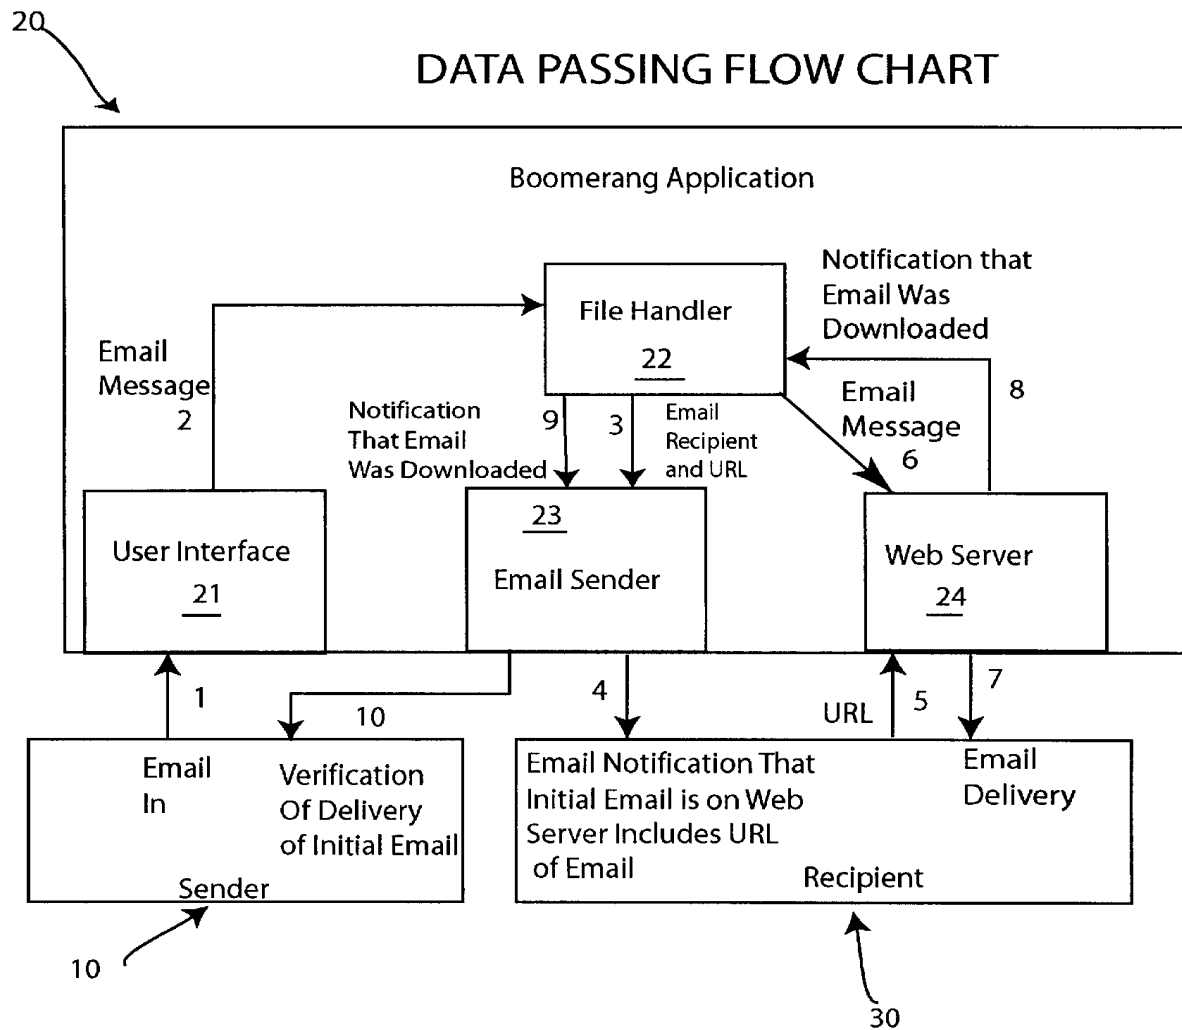 20
DATA PASSING FLOW CHART
Boomerang Application
File Handler
22
Notification that
Email Was
Downloaded
Email
Message
2
Notification
That Email
Was Downloaded
9
3
Email
Recipient
and URL
Email
Message
6
8
User Interface
21
23
Email Sender
Web Server
24
1
10
4
URL
5
7
Email
In
Verification
Of Delivery
of Initial Email
Sender
Email Notification That
Initial Email is on Web
Server Includes URL
of Email
Email
Delivery
Recipient
10
30